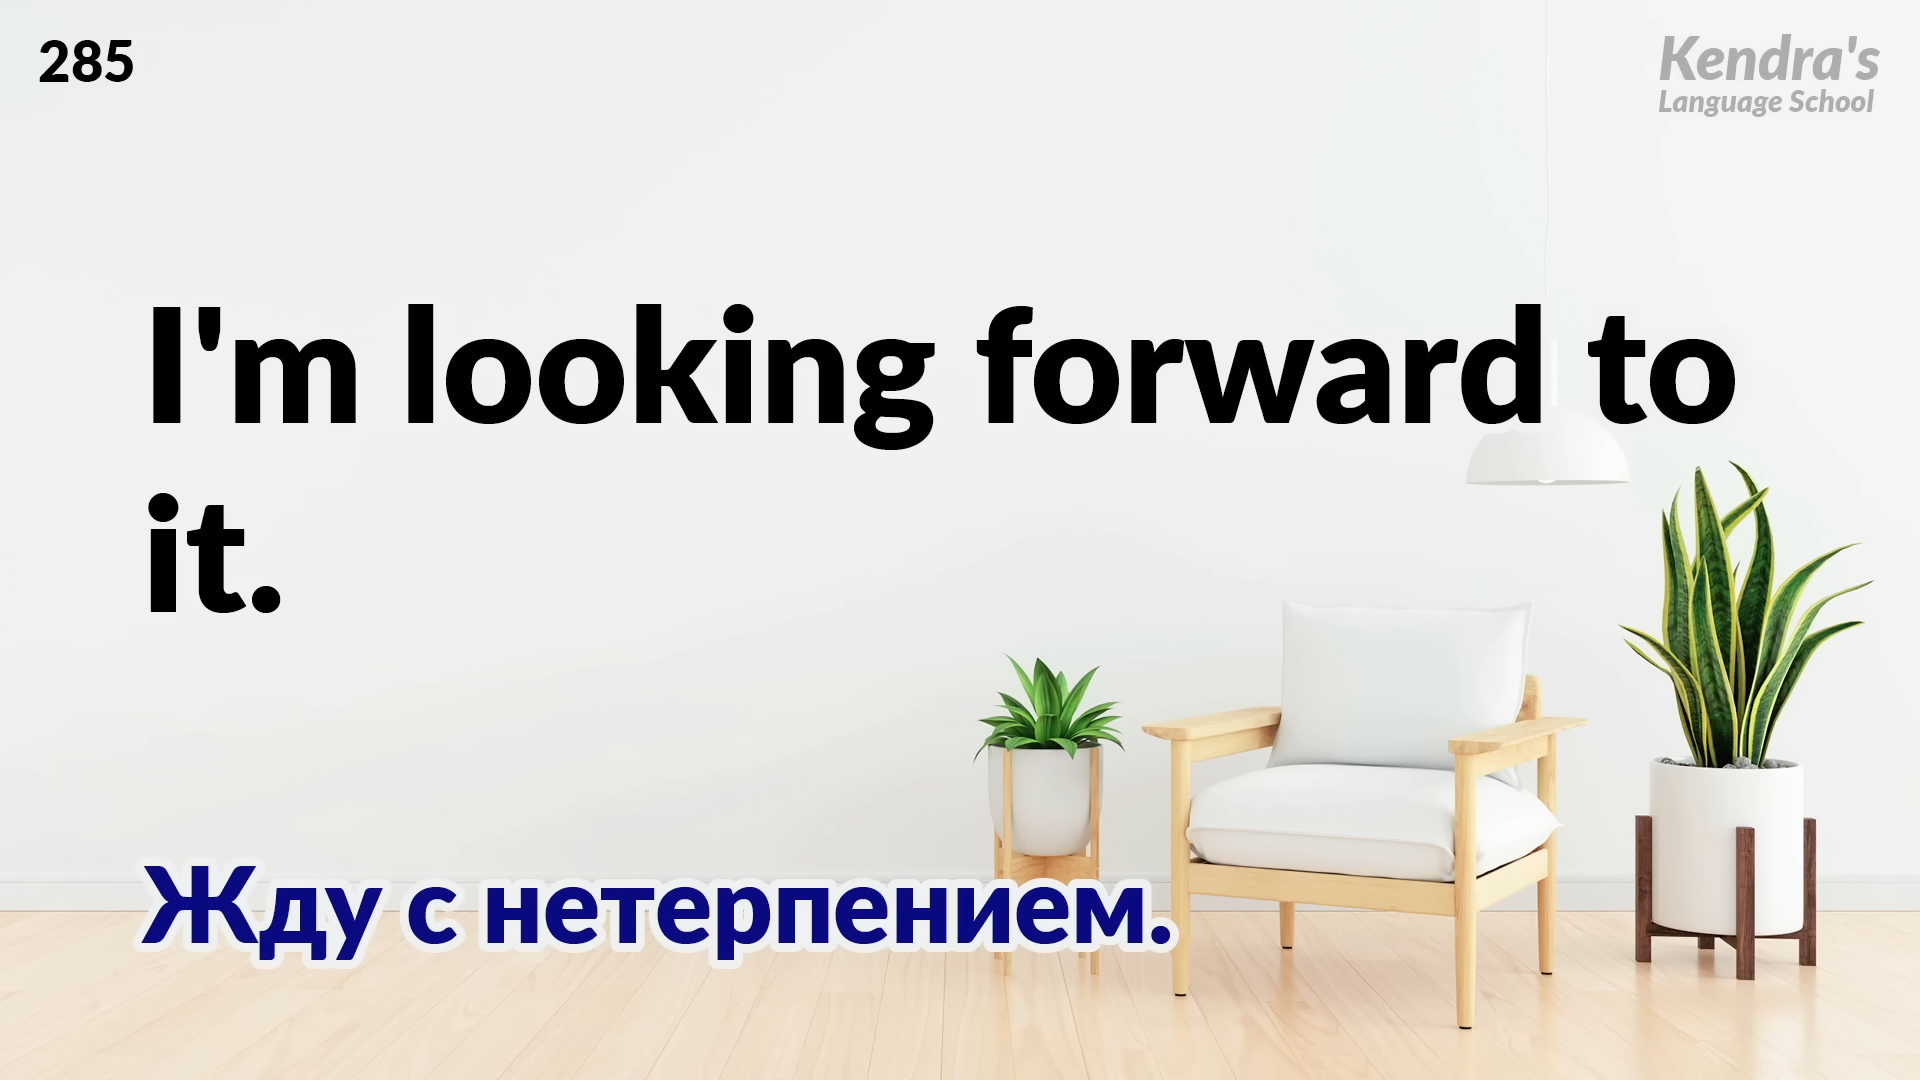 285
Kendra's
Language School
I'm looking forward to
it.
Жду с нетерпением.